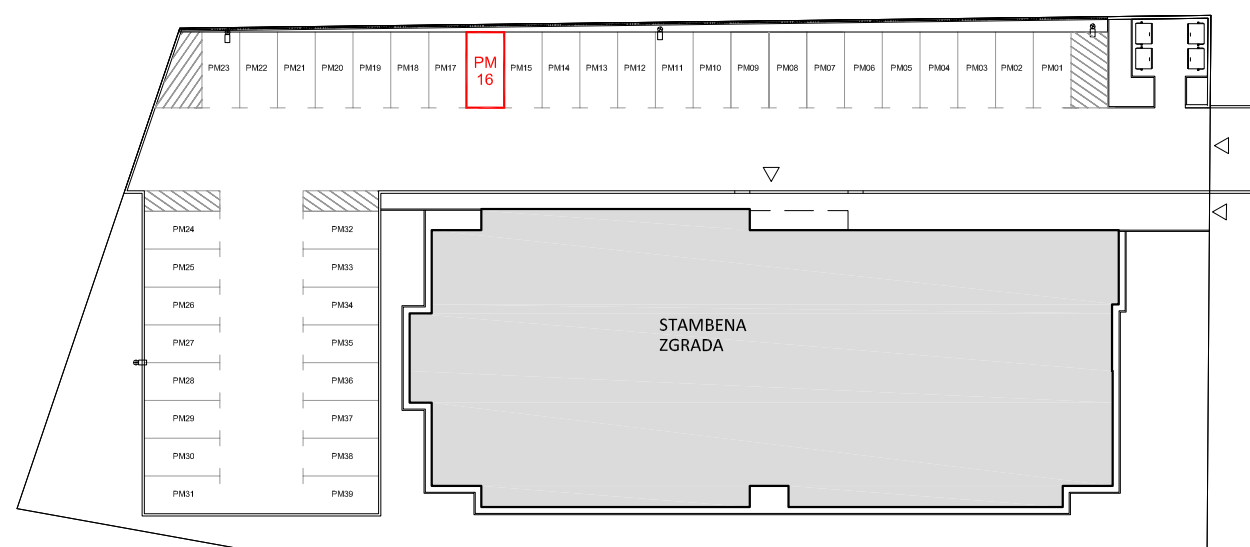 PM23 PM22 PM21 PM20 PM19 PM18 PM17 PM
16 PM15 PM14 PM13 PM12 PM11 PM10 PM09 PM08 PM07 PM06 PM05 PM04 PM03 PM02 PM01
PM24 PM32
PM25 PM33
PM26 PM34
PM27 PM35
PM28 PM36
PM29 PM37
PM30 PM38
PM31 PM39
STAMBENA
ZGRADA